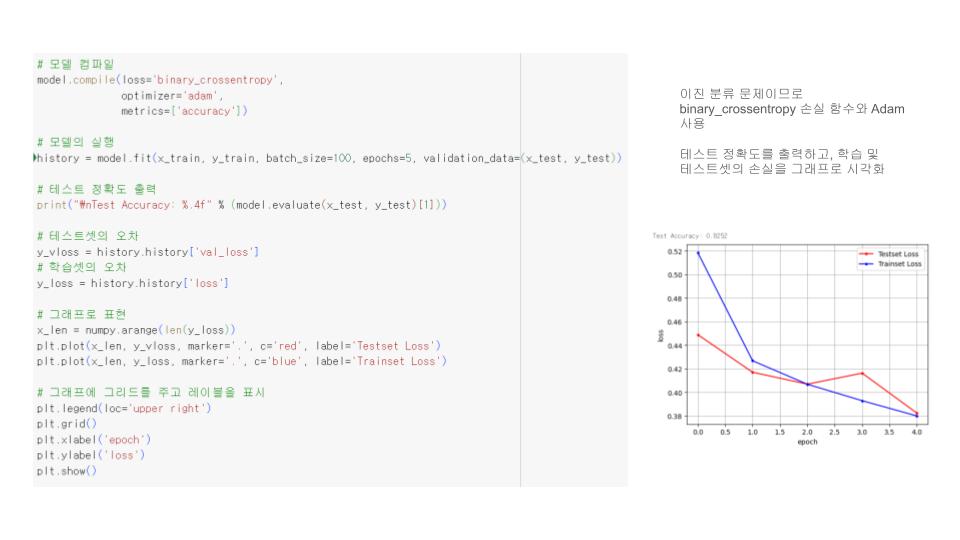 # 모델 컴파일
model.compile(loss='binary_crossentropy',
optimizer='adam',
metrics=['accuracy'])
# 모델의 실행
history = model.fit(x_train, y_train, batch_size=100, epochs=5, validation_data=(x_test, y_test))
# 테스트 정확도 출력
print("₩nTest Accuracy: %.4f" % (model.evaluate(x_test, y_test)[1]))
# 테스트셋의 오차
y_vloss = history.history['val_loss']
# 학습셋의 오차
y_loss = history.history['loss']
# 그래프로 표현
x_len = numpy.arange(len(y_loss))
plt.plot(x_len, y_vloss, marker='.', c='red', label='Testset Loss')
plt.plot(x_len, y_loss, marker='.', c='blue', label='Trainset Loss')
# 그래프에 그리드를 주고 레이블을 표시
plt.legend(loc='upper right')
plt.grid()
plt.xlabel('epoch')
plt.ylabel('loss')
plt.show()
이진 분류 문제이므로
binary_crossentropy 손실 함수와 Adam
사용
테스트 정확도를 출력하고, 학습 및
테스트셋의 손실을 그래프로 시각화
Test Accuracy: 0.8252
Testset Loss
Trainset Loss
0.52
0.50
0.48
0.46
0.44
0.42
0.40
0.38
loss
0.0 0.5 1.0 1.5 2.0 2.5 3.0 3.5 4.0
epoch